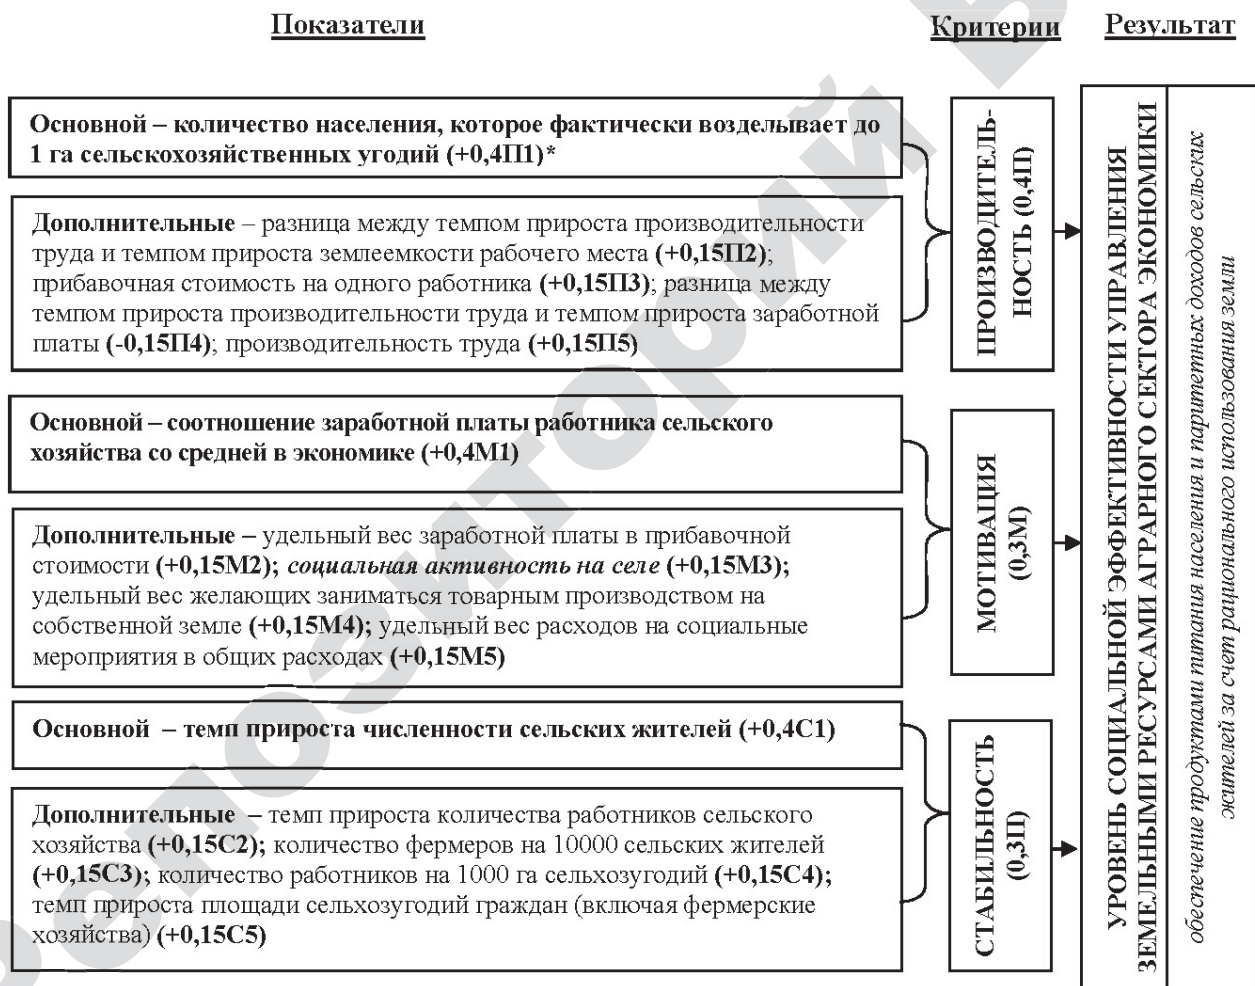 Показатели
Критерии
Результат
Основной – количество населения, которое фактически возделывает до
1 га сельскохозяйственных угодий (+0,4П1)*
Дополнительные – разница между темпом прироста производительности
труда и темпом прироста землеемкости рабочего места (+0,15П2);
прибавочная стоимость на одного работника (+0,15П3); разница между
темпом прироста производительности труда и темпом прироста заработной
платы (-0,15П4); производительность труда (+0,15П5)
ПРОИЗВОДИТЕЛЬ-
НОСТЬ (0,4П)
Основной – соотношение заработной платы работника сельского
хозяйства со средней в экономике (+0,4М1)
Дополнительные – удельный вес заработной платы в прибавочной
стоимости (+0,15М2); социальная активность на селе (+0,15М3);
удельный вес желающих заниматься товарным производством на
собственной земле (+0,15М4); удельный вес расходов на социальные
мероприятия в общих расходах (+0,15М5)
МОТИВАЦИЯ
(0,3М)
Основной – темп прироста численности сельских жителей (+0,4С1)
Дополнительные – темп прироста количества работников сельского
хозяйства (+0,15С2); количество фермеров на 10000 сельских жителей
(+0,15С3); количество работников на 1000 га сельхозугодий (+0,15С4);
темп прироста площади сельхозугодий граждан (включая фермерские
хозяйства) (+0,15С5)
СТАБИЛЬНОСТЬ
(0,3П)
УРОВЕНЬ СОЦИАЛЬНОЙ ЭФФЕКТИВНОСТИ УПРАВЛЕНИЯ
ЗЕМЕЛЬНЫМИ РЕСУРСАМИ АГРАРНОГО СЕКТОРА ЭКОНОМИКИ
обеспечение продуктами питания населения и паритетных доходов сельских
жителей за счет рационального использования земли
Репозиторий В